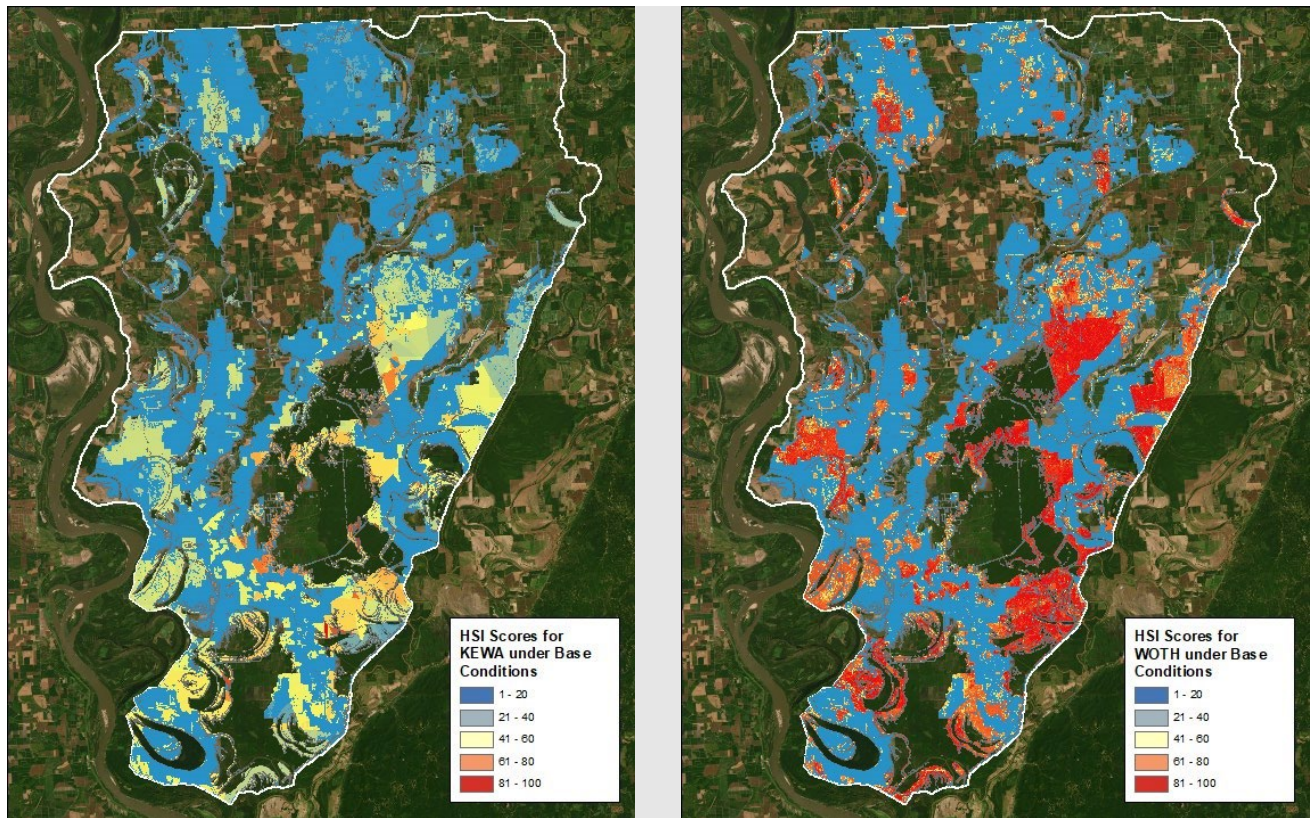 HSI Scores for
KEWA under Base
Conditions
1 - 20
21 - 40
41 - 60
61 - 80
81 - 100
HSI Scores for
WOTH under Base
Conditions
1 - 20
21 - 40
41 - 60
61 - 80
81 - 100